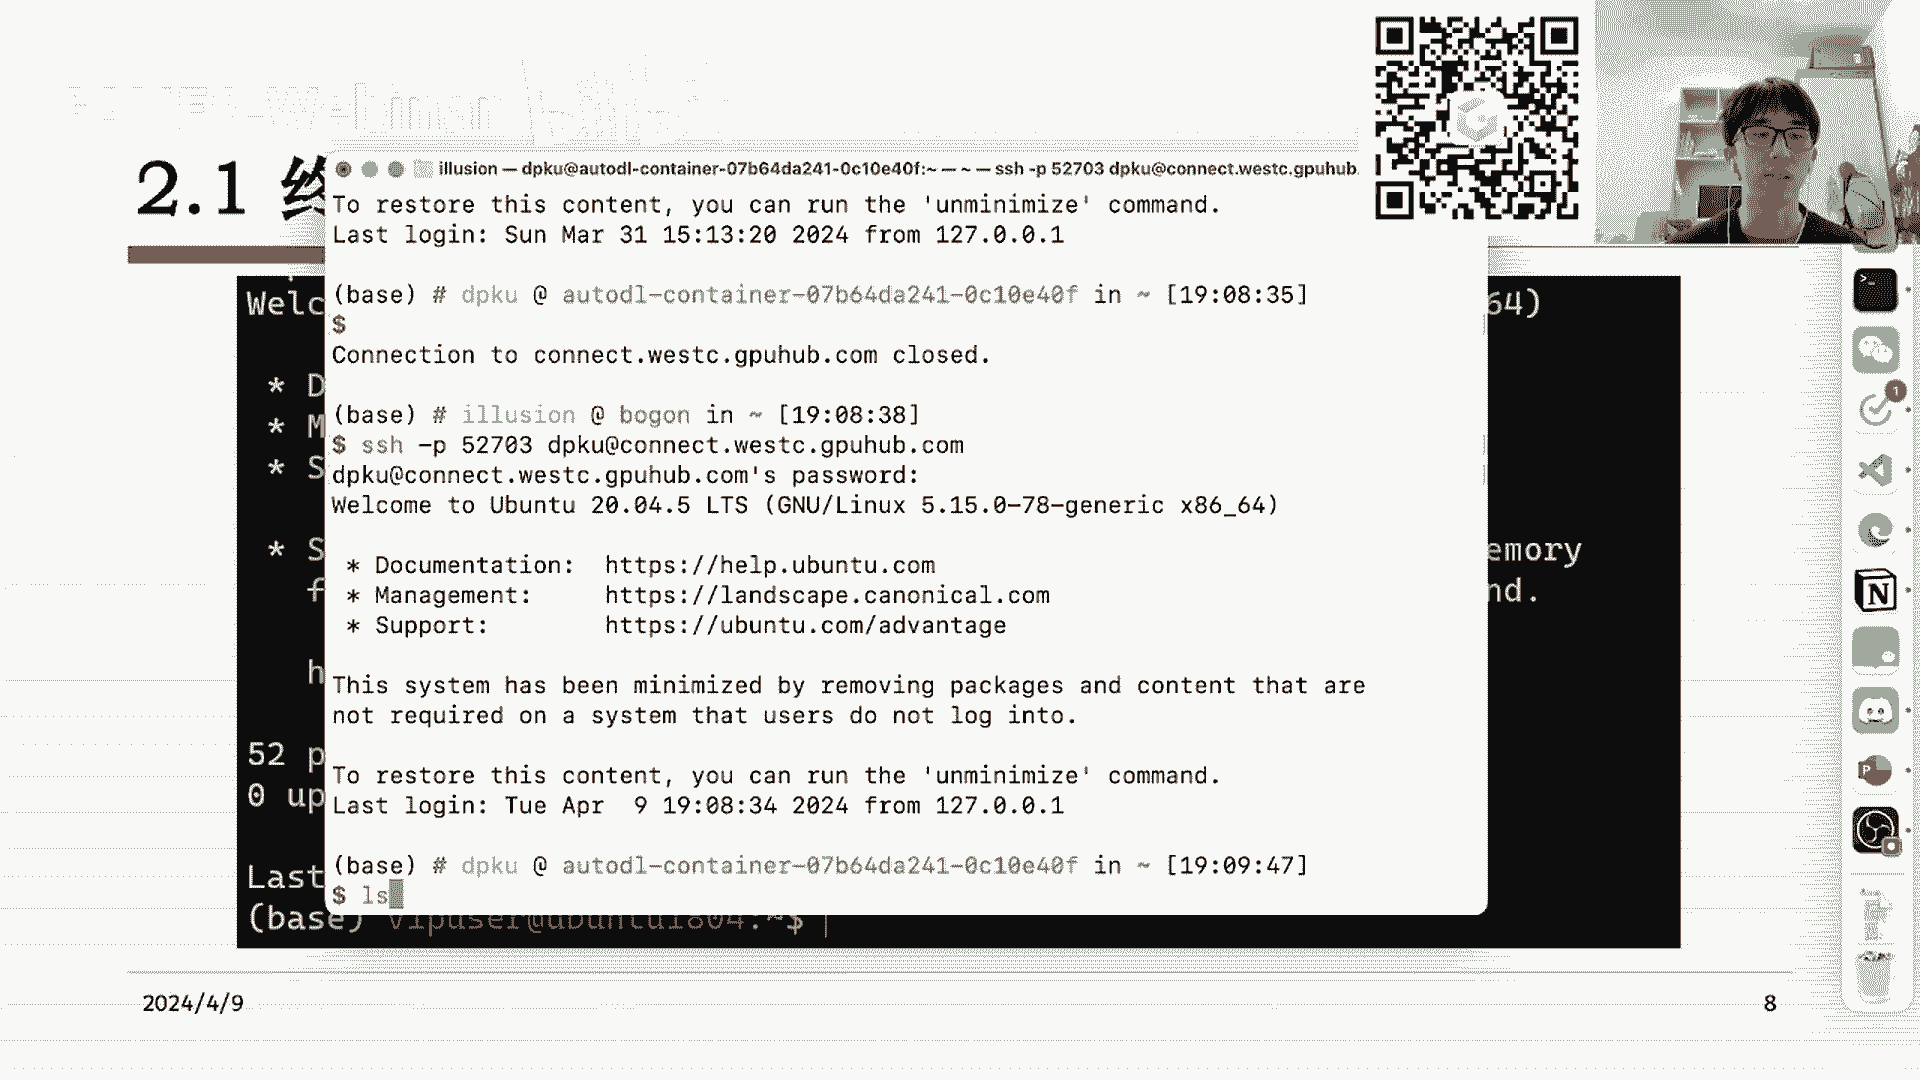 2.1 终
illusion — dpku@autodl-container-07b64da241-0c10e40f:~ — ~ — ssh -p 52703 dpku@connect.westc.gpuhub.
To restore this content, you can run the 'unminimize' command.
Last login: Sun Mar 31 15:13:20 2024 from 127.0.0.1
(base) # dpku @ autodl-container-07b64da241-0c10e40f in ~ [19:08:35]
$
Connection to connect.westc.gpuhub.com closed.
(base) # illusion @ bogon in ~ [19:08:38]
$ ssh -p 52703 dpku@connect.westc.gpuhub.com
dpku@connect.westc.gpuhub.com's password:
Welcome to Ubuntu 20.04.5 LTS (GNU/Linux 5.15.0-78-generic x86_64)
* Documentation: https://help.ubuntu.com
* Management: https://landscape.canonical.com
* Support: https://ubuntu.com/advantage
This system has been minimized by removing packages and content that are
not required on a system that users do not log into.
To restore this content, you can run the 'unminimize' command.
Last login: Tue Apr 9 19:08:34 2024 from 127.0.0.1
(base) # dpku @ autodl-container-07b64da241-0c10e40f in ~ [19:09:47]
$ ls
Welc
64)
* D
* M
* S
* S
emory
f
nd.
h
52 p
0 up
Last
(base) vipuser@ubuntu1804:~$
1
2024/4/9
8